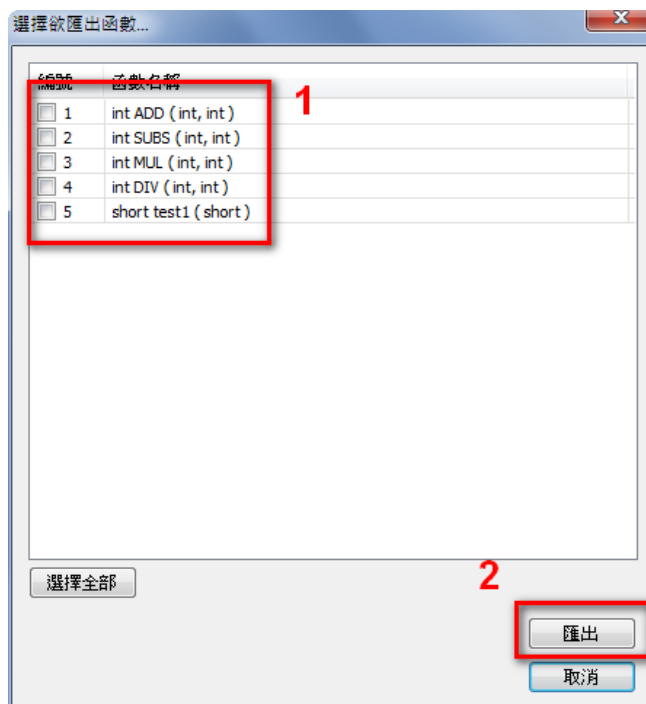 選擇欲匯出函數...
編號 函數名稱
1
1 int ADD ( int, int )
2 int SUBS ( int, int )
3 int MUL ( int, int )
4 int DIV ( int, int )
5 short test1 ( short )
選擇全部
2
匯出
取消